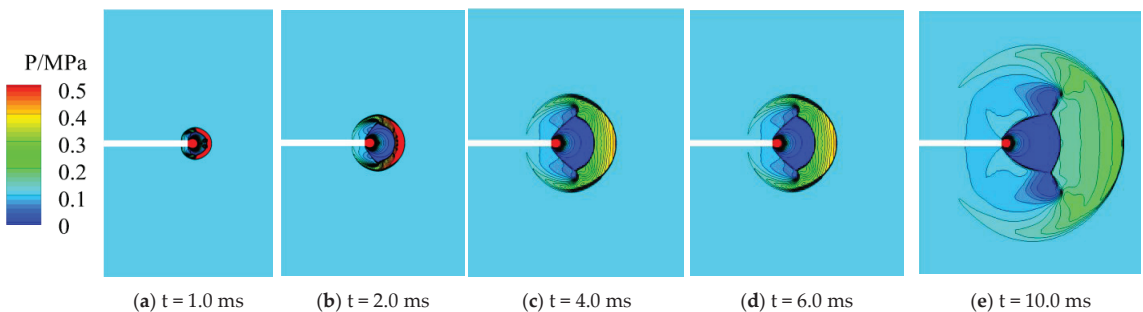 P/MPa
0.5
0.4
0.3
0.2
0.1
0
(a) t = 1.0 ms
(b) t = 2.0 ms
(c) t = 4.0 ms
(d) t = 6.0 ms
(e) t = 10.0 ms